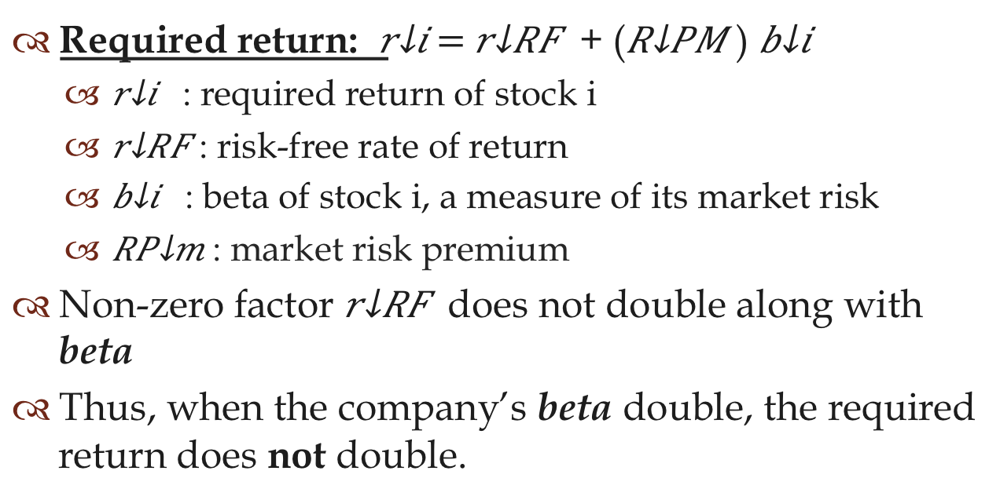 Required return: r↓i = r↓RF + (R↓PM) b↓i
r↓i : required return of stock i
r↓RF : risk-free rate of return
b↓i : beta of stock i, a measure of its market risk
RP↓m : market risk premium
Non-zero factor r↓RF does not double along with
beta
Thus, when the company's beta double, the required
return does not double.